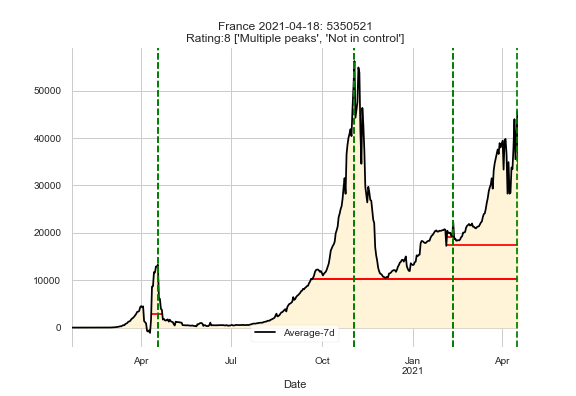 France 2021-04-18: 5350521
Rating:8 ['Multiple peaks', 'Not in control']
50000
40000
30000
20000
10000
0
Average-7d
Apr
Jul
Oct
Jan
2021
Apr
Date